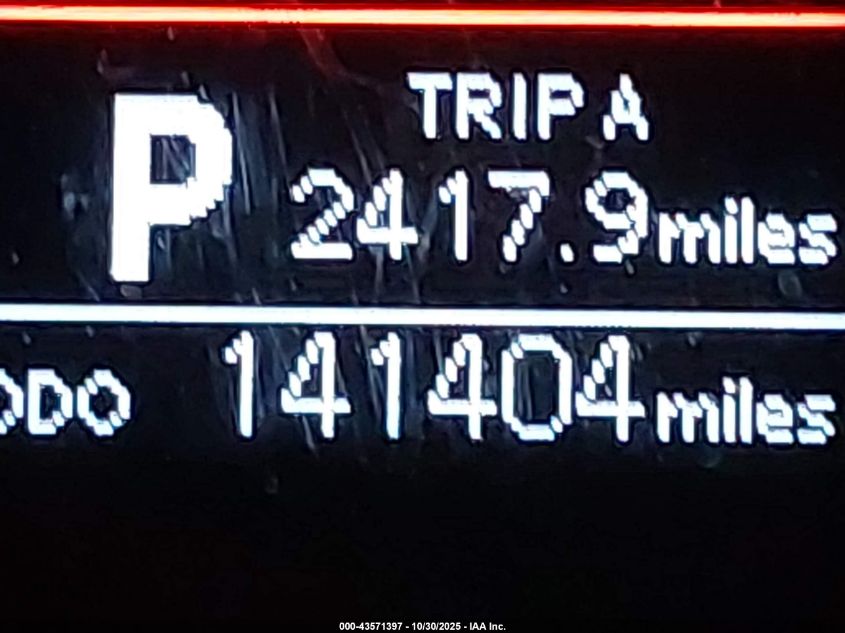 TRIP A
P
2417.9 miles
ODO 141404 miles
000-43571397 - 10/30/2025 - IAA Inc.